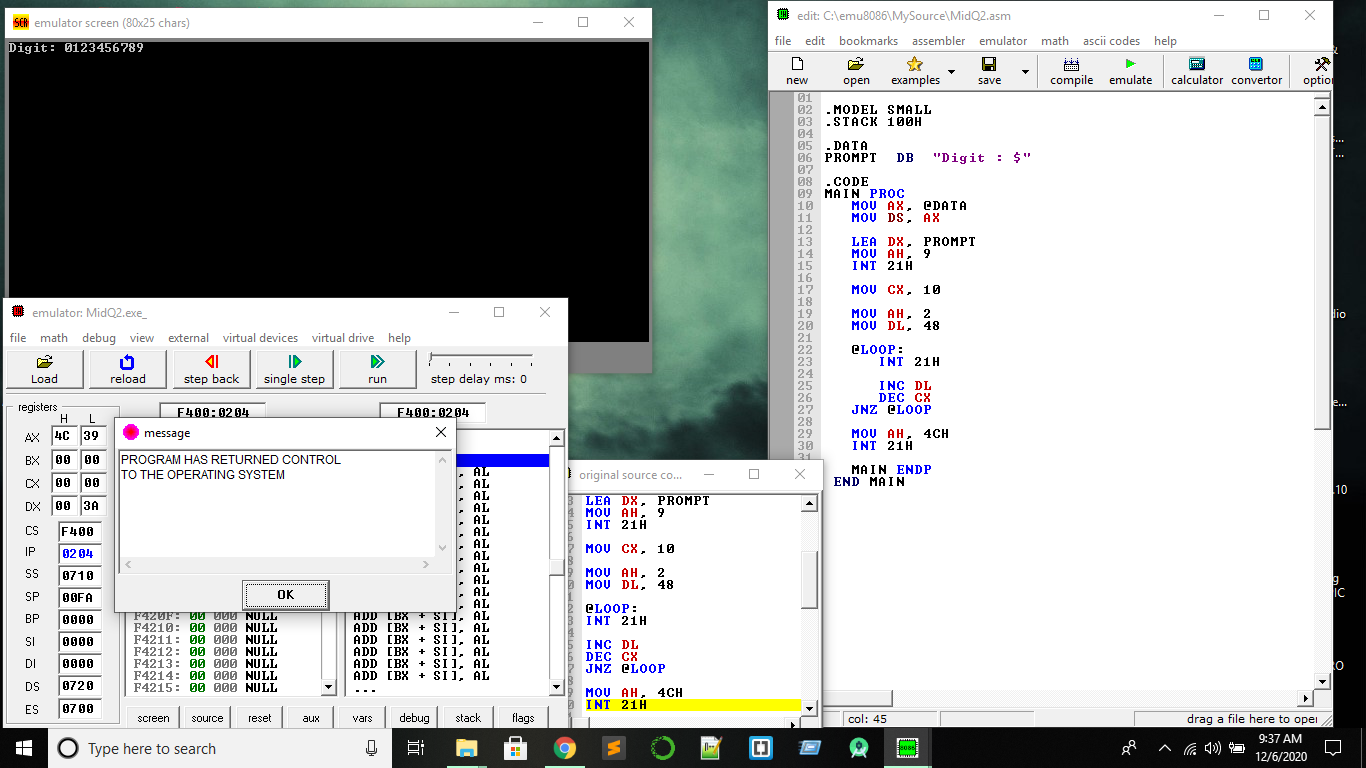 emulator screen (80x25 chars)
Digit: 0123456789
edit: C:\emu8086\MySource\MidQ2.asm
file edit bookmarks assembler emulator math ascii codes help
new open examples save compile emulate calculator convertor optio
01
02 .MODEL SMALL
03 .STACK 100H
04
05 .DATA
06 PROMPT DB "Digit : $"
07
08 .CODE
09 MAIN PROC
10 MOV AX, @DATA
11 MOV DS, AX
12
13 LEA DX, PROMPT
14 MOV AH, 9
15 INT 21H
16
17 MOV CX, 10
18
19 MOV AH, 2
20 MOV DL, 48
21
22 @LOOP:
23 INT 21H
24
25 INC DL
26 DEC CX
27 JNZ @LOOP
28
29 MOV AH, 4CH
30 INT 21H
31
MAIN ENDP
END MAIN
col: 45
drag a file here to open
emulator: MidQ2.exe_
file math debug view external virtual devices virtual drive help
Load reload step back single step run step delay ms: 0
registers
H L
F400:0204 F400:0204
AX 4C 39
BX 00 00
CX 00 00
DX 00 3A
CS F400
IP 0204
SS 0710
SP 00FA
BP 0000
SI 0000
DI 0000
DS 0720
ES 0700
message
PROGRAM HAS RETURNED CONTROL
TO THE OPERATING SYSTEM
OK
, AL
, AL
, AL
, AL
, AL
, AL
, AL
, AL
, AL
, AL
, AL
, AL
F420F: 00 000 NULL ADD [BX + SI], AL
F4210: 00 000 NULL ADD [BX + SI], AL
F4211: 00 000 NULL ADD [BX + SI], AL
F4212: 00 000 NULL ADD [BX + SI], AL
F4213: 00 000 NULL ADD [BX + SI], AL
F4214: 00 000 NULL ADD [BX + SI], AL
F4215: 00 000 NULL ...
screen source reset aux vars debug stack flags
original source co...
LEA DX, PROMPT
MOV AH, 9
INT 21H
MOV CX, 10
MOV AH, 2
MOV DL, 48
@LOOP:
INT 21H
INC DL
DEC CX
JNZ @LOOP
MOV AH, 4CH
INT 21H
Type here to search
9:37 AM
12/6/2020